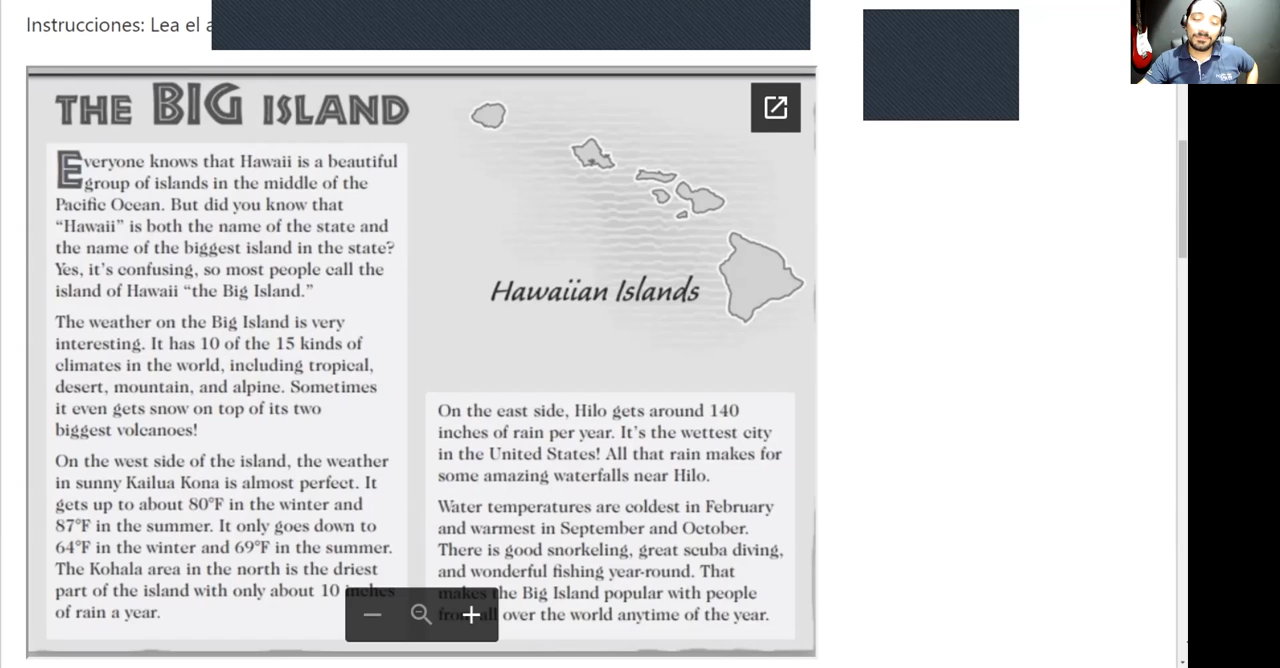 Instrucciones: Lea el a
THE BIG ISLAND
Everyone knows that Hawaii is a beautiful
group of islands in the middle of the
Pacific Ocean. But did you know that
“Hawaii” is both the name of the state and
the name of the biggest island in the state?
Yes, it’s confusing, so most people call the
island of Hawaii “the Big Island.”
The weather on the Big Island is very
interesting. It has 10 of the 15 kinds of
climates in the world, including tropical,
desert, mountain, and alpine. Sometimes
it even gets snow on top of its two
biggest volcanoes!
On the west side of the island, the weather
in sunny Kailua Kona is almost perfect. It
gets up to about 80°F in the winter and
87°F in the summer. It only goes down to
64°F in the winter and 69°F in the summer.
The Kohala area in the north is the driest
part of the island with only about 10 inches
of rain a year.
Hawaiian Islands
On the east side, Hilo gets around 140
inches of rain per year. It’s the wettest city
in the United States! All that rain makes for
some amazing waterfalls near Hilo.
Water temperatures are coldest in February
and warmest in September and October.
There is good snorkeling, great scuba diving,
and wonderful fishing year-round. That
makes the Big Island popular with people
from all over the world anytime of the year.